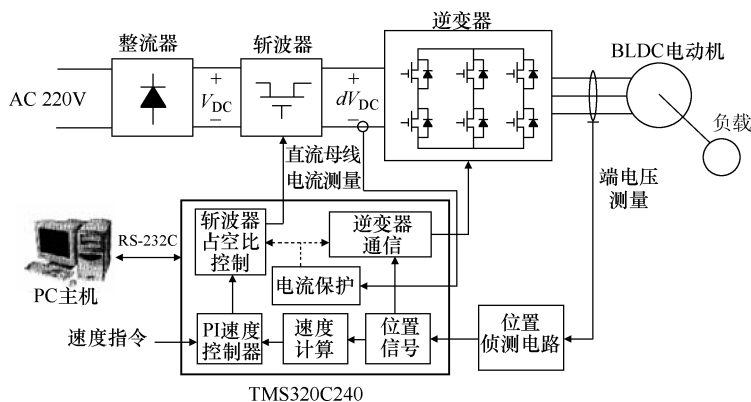 整流器
斩波器
逆变器
BLDC电动机
AC 220V
+
V_DC
−
+
dV_DC
−
负载
直流母线
电流测量
端电压
测量
PC主机
RS-232C
斩波器
占空比
控制
逆变器
通信
电流保护
速度指令
PI速度
控制器
速度
计算
位置
信号
位置
侦测电路
TMS320C240